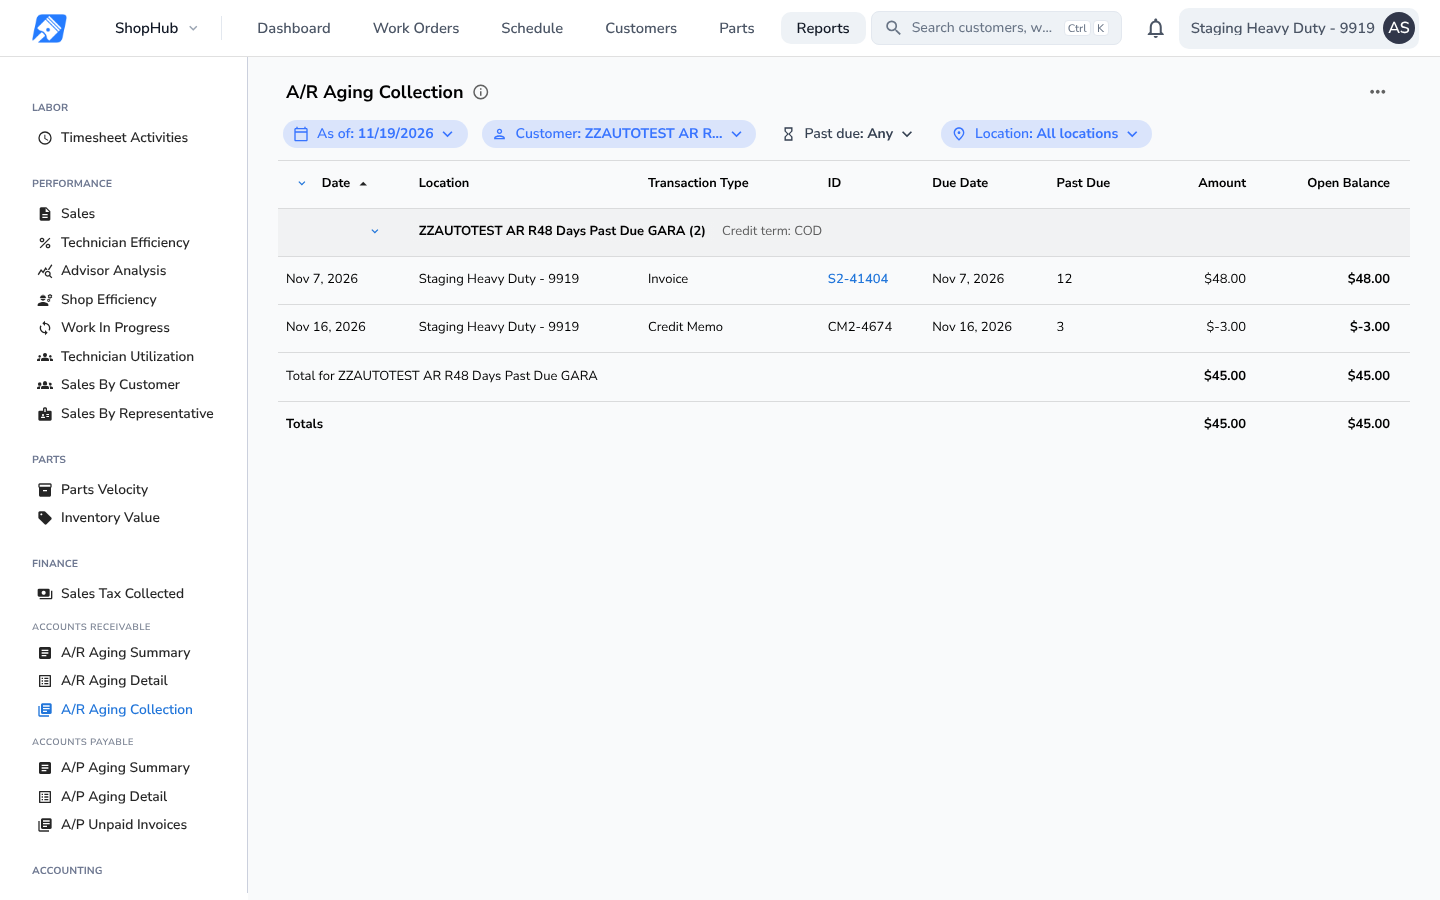 ShopHub
Dashboard
Work Orders
Schedule
Customers
Parts
Reports
Search customers, w...
Ctrl
K
Staging Heavy Duty - 9919
AS
LABOR
Timesheet Activities
PERFORMANCE
Sales
Technician Efficiency
Advisor Analysis
Shop Efficiency
Work In Progress
Technician Utilization
Sales By Customer
Sales By Representative
PARTS
Parts Velocity
Inventory Value
FINANCE
Sales Tax Collected
ACCOUNTS RECEIVABLE
A/R Aging Summary
A/R Aging Detail
A/R Aging Collection
ACCOUNTS PAYABLE
A/P Aging Summary
A/P Aging Detail
A/P Unpaid Invoices
ACCOUNTING
A/R Aging Collection
As of: 11/19/2026
Customer: ZZAUTOTEST AR R...
Past due: Any
Location: All locations
Date Location Transaction Type ID Due Date Past Due Amount Open Balance
ZZAUTOTEST AR R48 Days Past Due GARA (2) Credit term: COD
Nov 7, 2026 Staging Heavy Duty - 9919 Invoice S2-41404 Nov 7, 2026 12 $48.00 $48.00
Nov 16, 2026 Staging Heavy Duty - 9919 Credit Memo CM2-4674 Nov 16, 2026 3 $-3.00 $-3.00
Total for ZZAUTOTEST AR R48 Days Past Due GARA $45.00 $45.00
Totals $45.00 $45.00